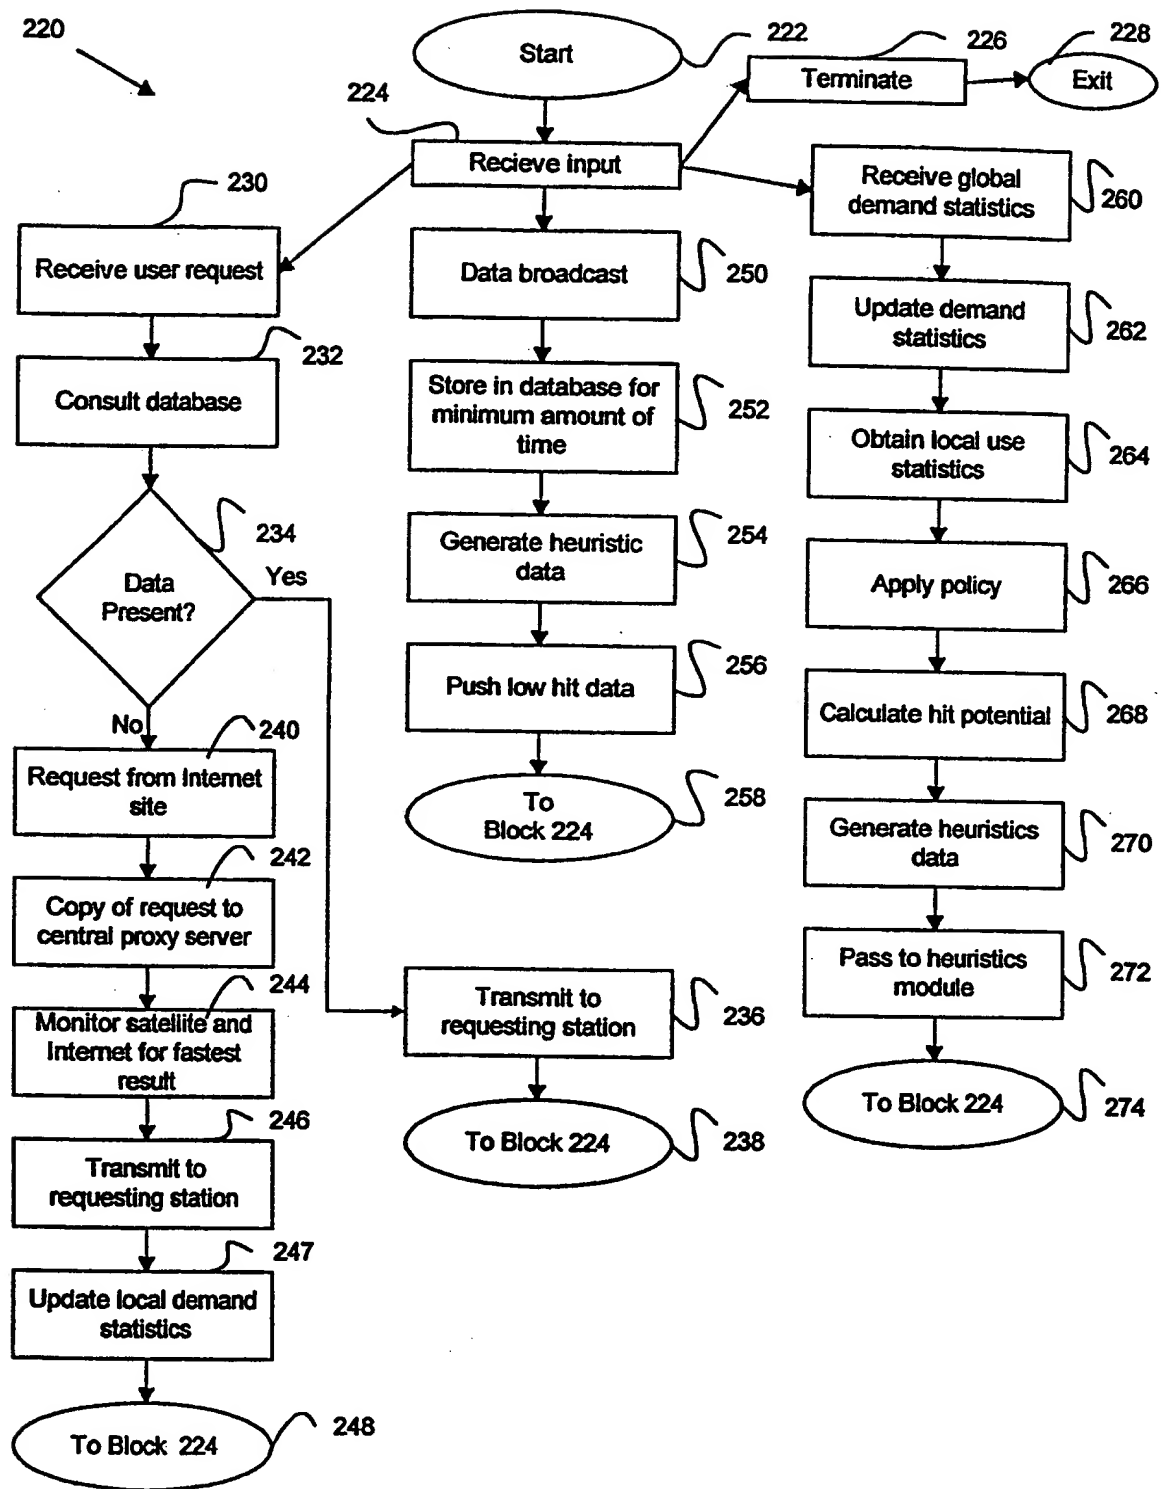 220
Start
222
226
228
Terminate
Exit
224
Recieve input
230
Receive user request
232
Consult database
234
Data
Present?
Yes
No
240
Request from Internet
site
242
Copy of request to
central proxy server
244
Monitor satellite and
Internet for fastest
result
246
Transmit to
requesting station
247
Update local demand
statistics
To Block 224
248
Data broadcast
250
Store in database for
minimum amount of
time
252
Generate heuristic
data
254
Push low hit data
256
To
Block 224
258
Transmit to
requesting station
236
To Block 224
238
Receive global
demand statistics
260
Update demand
statistics
262
Obtain local use
statistics
264
Apply policy
266
Calculate hit potential
268
Generate heuristics
data
270
Pass to heuristics
module
272
To Block 224
274